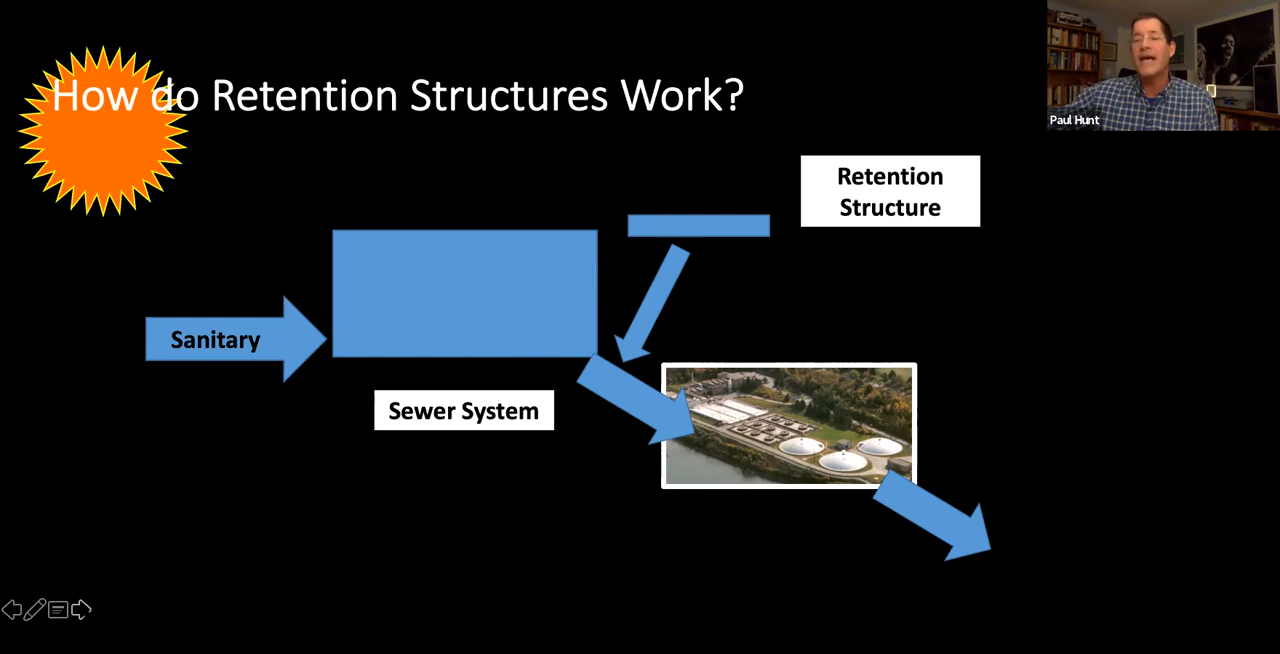 How do Retention Structures Work?
Paul Hunt
Retention
Structure
Sanitary
Sewer System